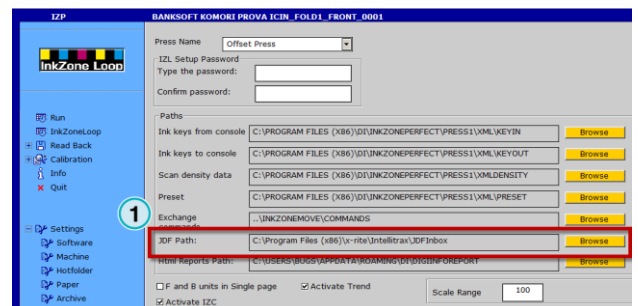 IZP
BANKSOFT KOMORI PROVA ICIN_FOLD1_FRONT_0001
InkZone Loop
Run
InkZoneLoop
Read Back
Calibration
Info
Quit
Settings
Software
Machine
Hotfolder
Paper
Archive
Press Name Offset Press
IZL Setup Password
Type the password:
Confirm password:
Paths
Ink keys from console C:\PROGRAM FILES (X86)\DI\INKZONEPERFECT\PRESS1\XML\KEYIN Browse
Ink keys to console C:\PROGRAM FILES (X86)\DI\INKZONEPERFECT\PRESS1\XML\KEYOUT Browse
Scan density data C:\PROGRAM FILES (X86)\DI\INKZONEPERFECT\PRESS1\XMLDENSITY Browse
Preset C:\PROGRAM FILES (X86)\DI\INKZONEPERFECT\PRESS1\XML\PRESET Browse
Exchange
commands ..\INKZONEMOVE\COMMANDS Browse
1
JDF Path: C:\Program Files (x86)\x-rite\Intellitrax\JDFInbox Browse
Html Reports Path: C:\USERS\BUGS\APPDATA\ROAMING\DI\DIGIINFOREPORT Browse
F and B units in Single page Activate Trend Scale Range 100
Activate IZC